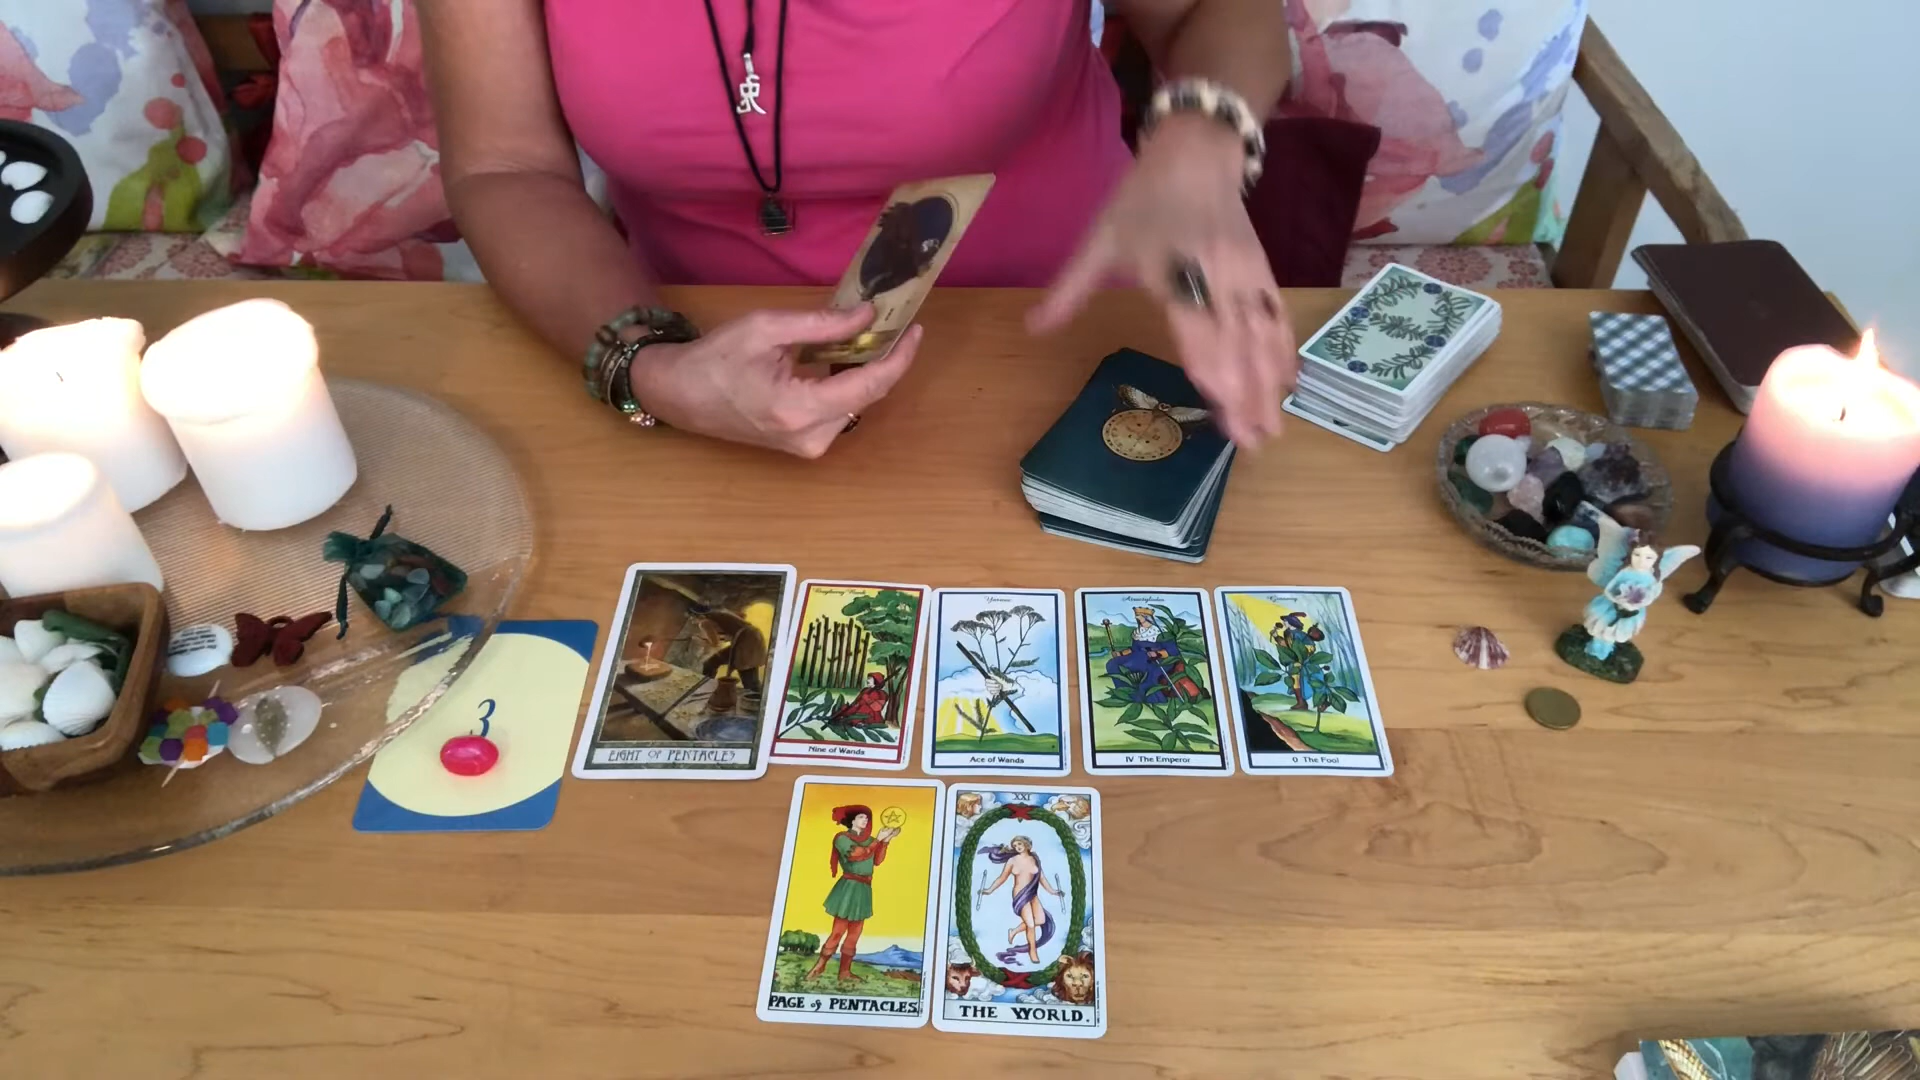 3
EIGHT OF PENTACLES
Nine of Wands
Yarrow
Ace of Wands
IV The Emperor
0 The Fool
PAGE of PENTACLES.
XXI
THE WORLD.